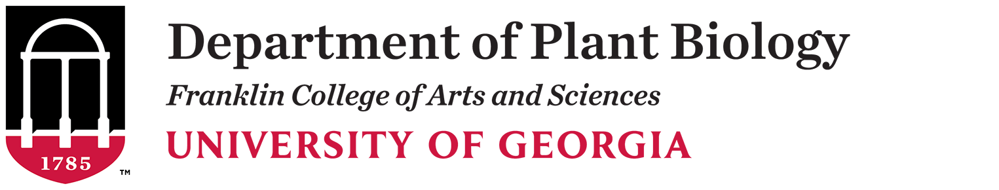 Department of Plant Biology
Franklin College of Arts and Sciences
UNIVERSITY OF GEORGIA
1785
TM